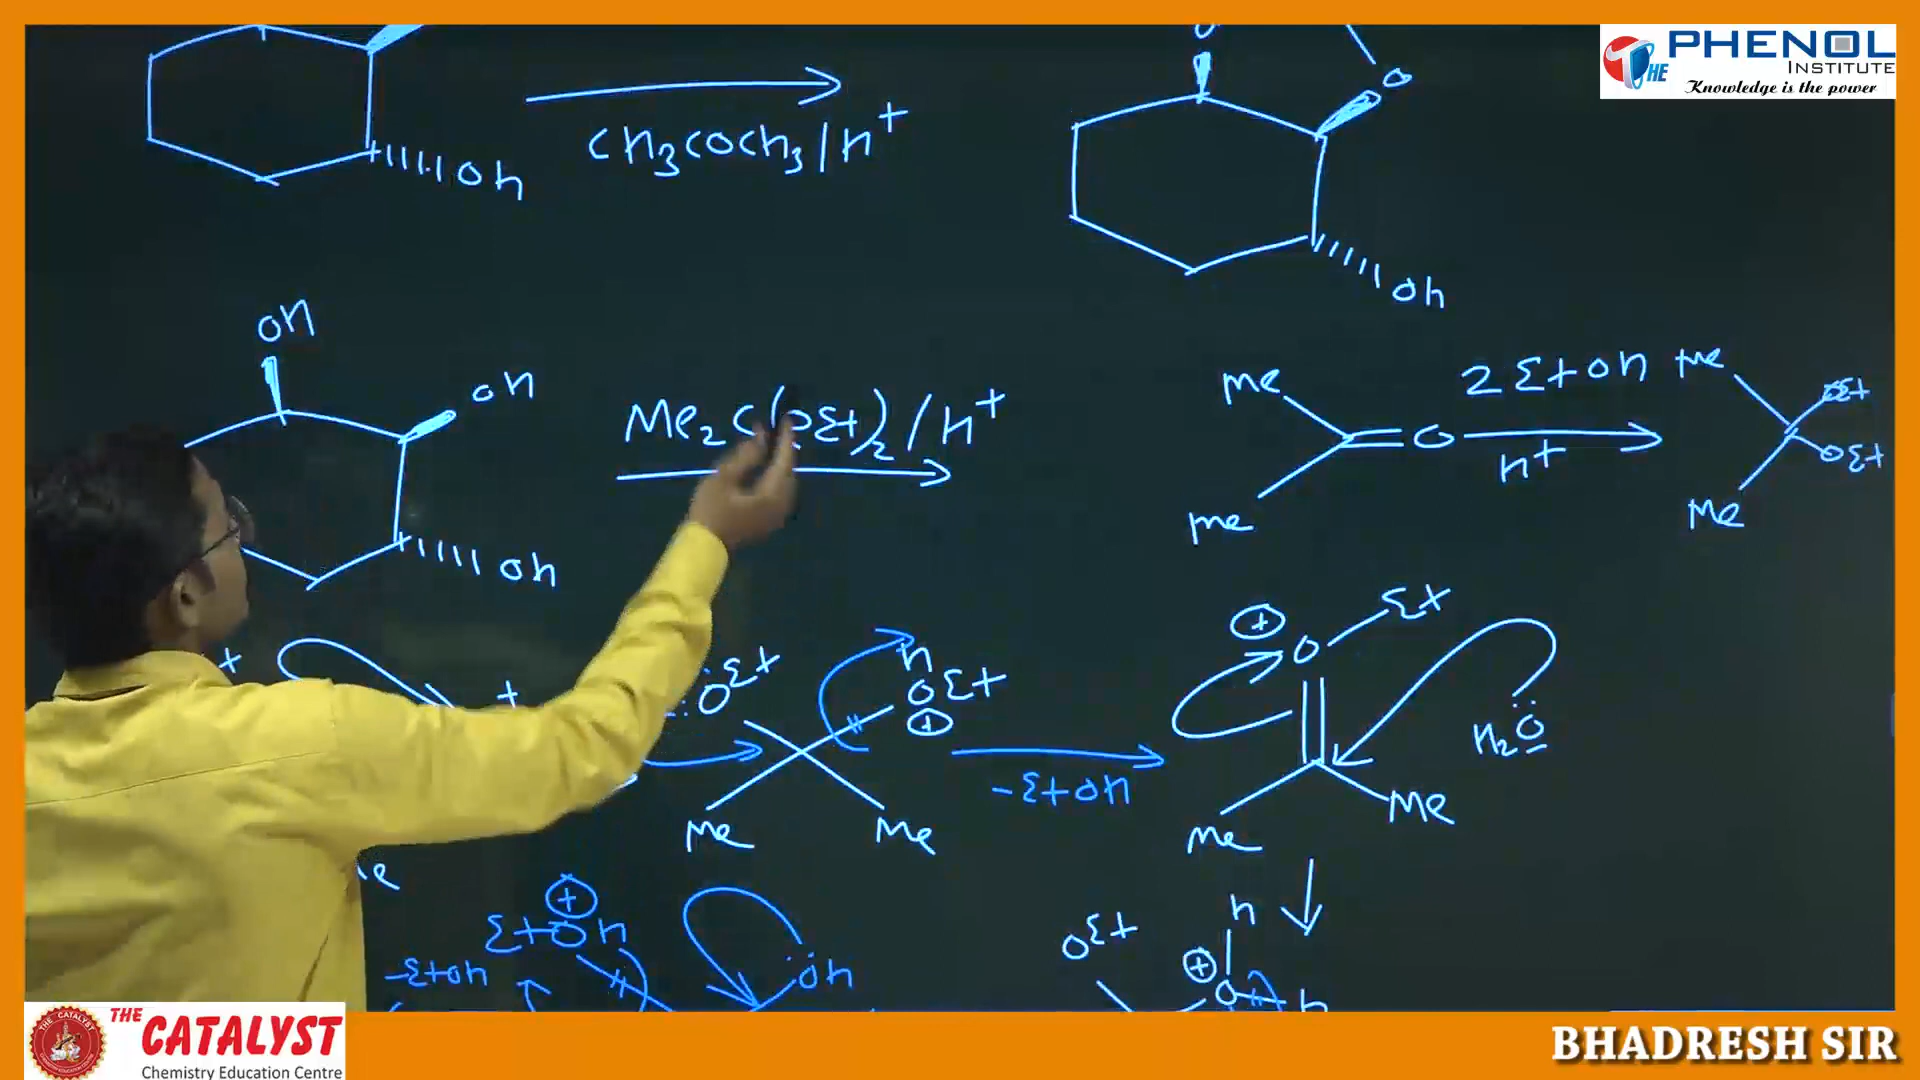 PHENOL
THE
INSTITUTE
Knowledge is the power
O
CH3COCH3/H+
OH
OH
OH
OH
OH
Me2C(OEt)2/H+
Me
Me
O
2EtOH
H+
Me
Me
OEt
OEt
+
+
OEt
H
OEt
+
Me
Me
-EtOH
+
O
Et
Me
Me
H2O
+
EtOH
-EtOH
OH
OEt
+
H
O
H
THE
CATALYST
Chemistry Education Centre
BHADRESH SIR